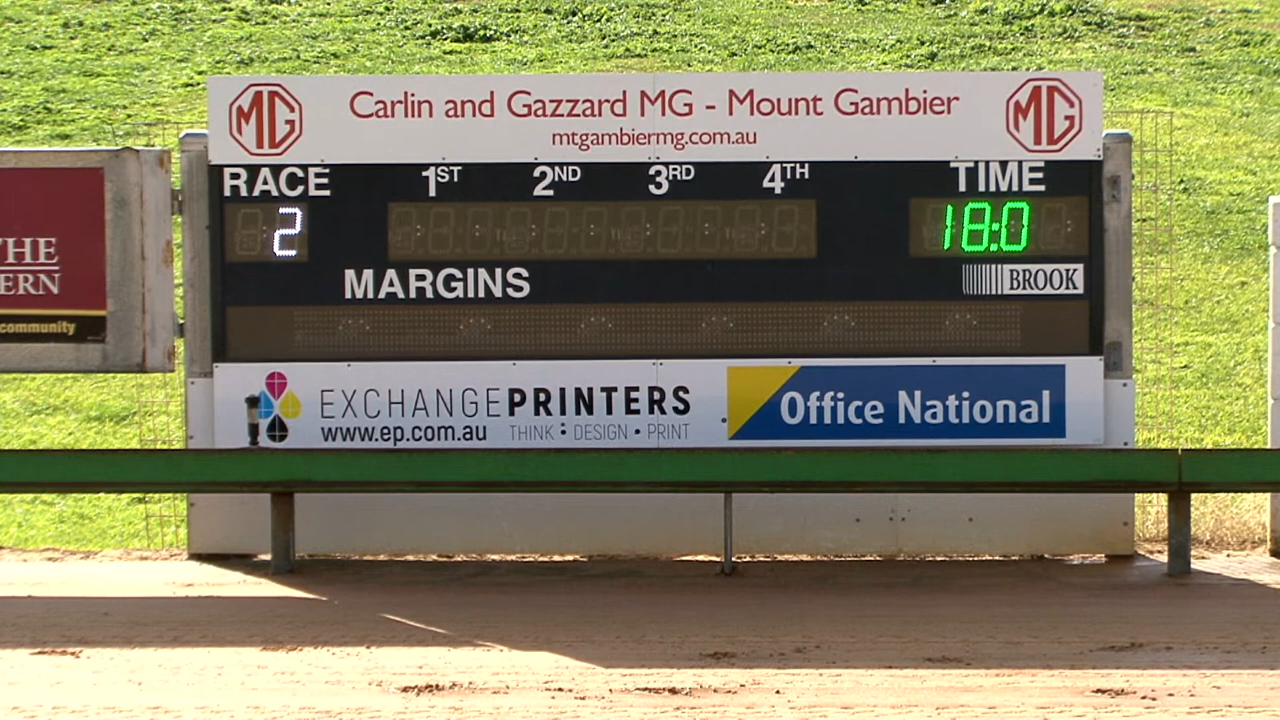 MG Carlin and Gazzard MG - Mount Gambier MG
mtgambiermg.com.au
RACE 1ST 2ND 3RD 4TH TIME
2 18:0
MARGINS BROOK
THE
ERN
community
EXCHANGEPRINTERS
www.ep.com.au THINK : DESIGN • PRINT
Office National